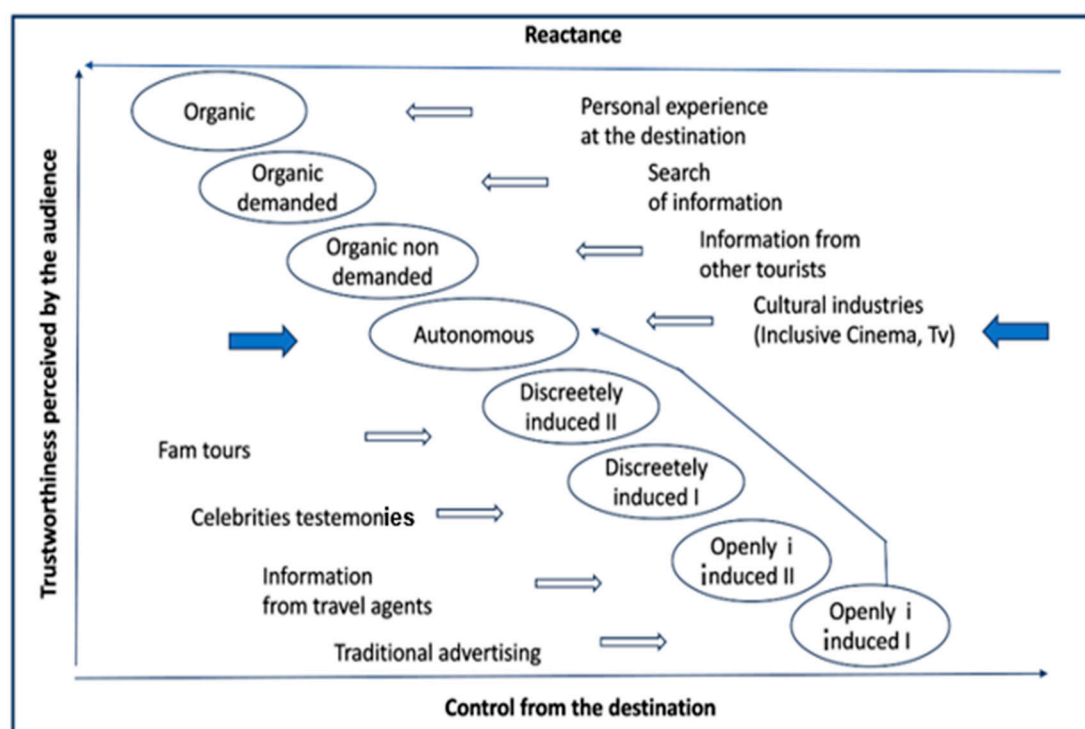 Reactance
Trustworthiness perceived by the audience
Organic
Personal experience
at the destination
Organic
demanded
Search
of information
Organic non
demanded
Information from
other tourists
Autonomous
Cultural industries
(Inclusive Cinema, Tv)
Discreetely
induced II
Fam tours
Discreetely
induced I
Celebrities testemonies
Openly i
induced II
Information
from travel agents
Openly i
induced I
Traditional advertising
Control from the destination